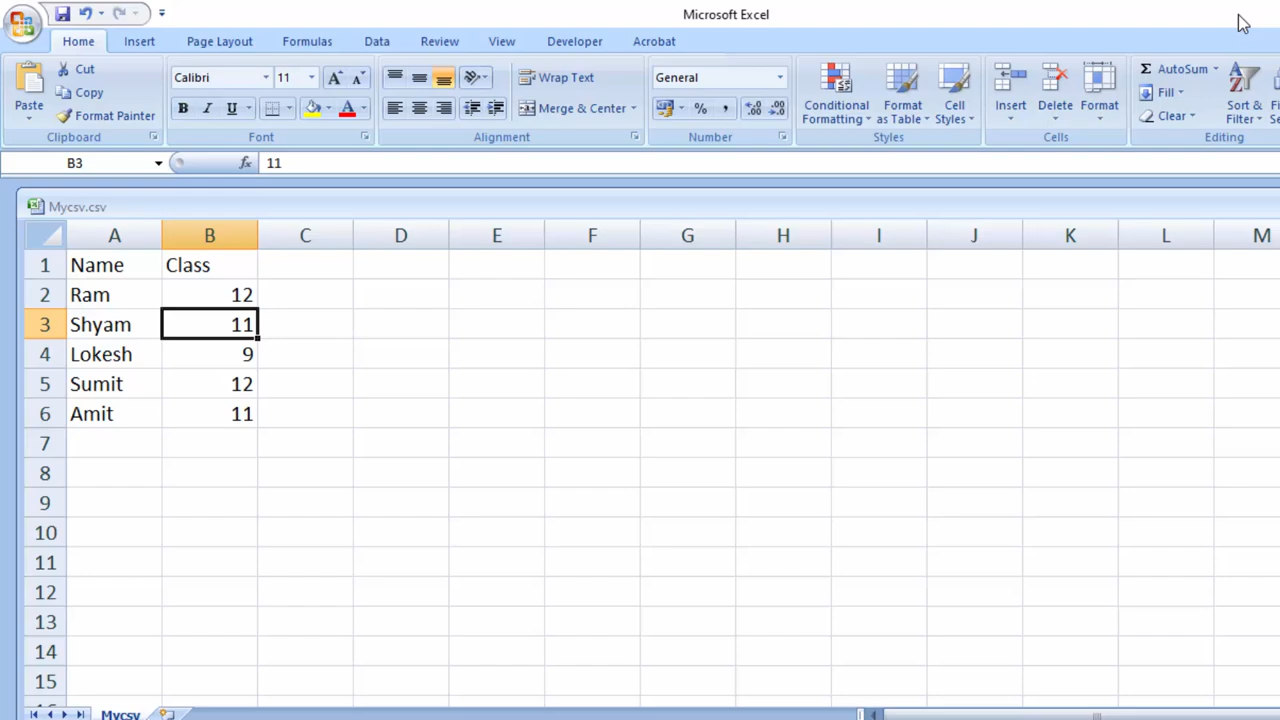 Microsoft Excel
Home Insert Page Layout Formulas Data Review View Developer Acrobat
Paste
Cut
Copy
Format Painter
Clipboard
Calibri 11
B I U
Font
Wrap Text
Merge & Center
Alignment
General
% ,
Number
Conditional Formatting
Format as Table
Cell Styles
Styles
Insert
Delete
Format
Cells
Σ AutoSum
Fill
Clear
Sort & Filter
Editing
B3 fx 11
Mycsv.csv
A B C D E F G H I J K L M
1 Name Class
2 Ram 12
3 Shyam 11
4 Lokesh 9
5 Sumit 12
6 Amit 11
7
8
9
10
11
12
13
14
15
Mycsv